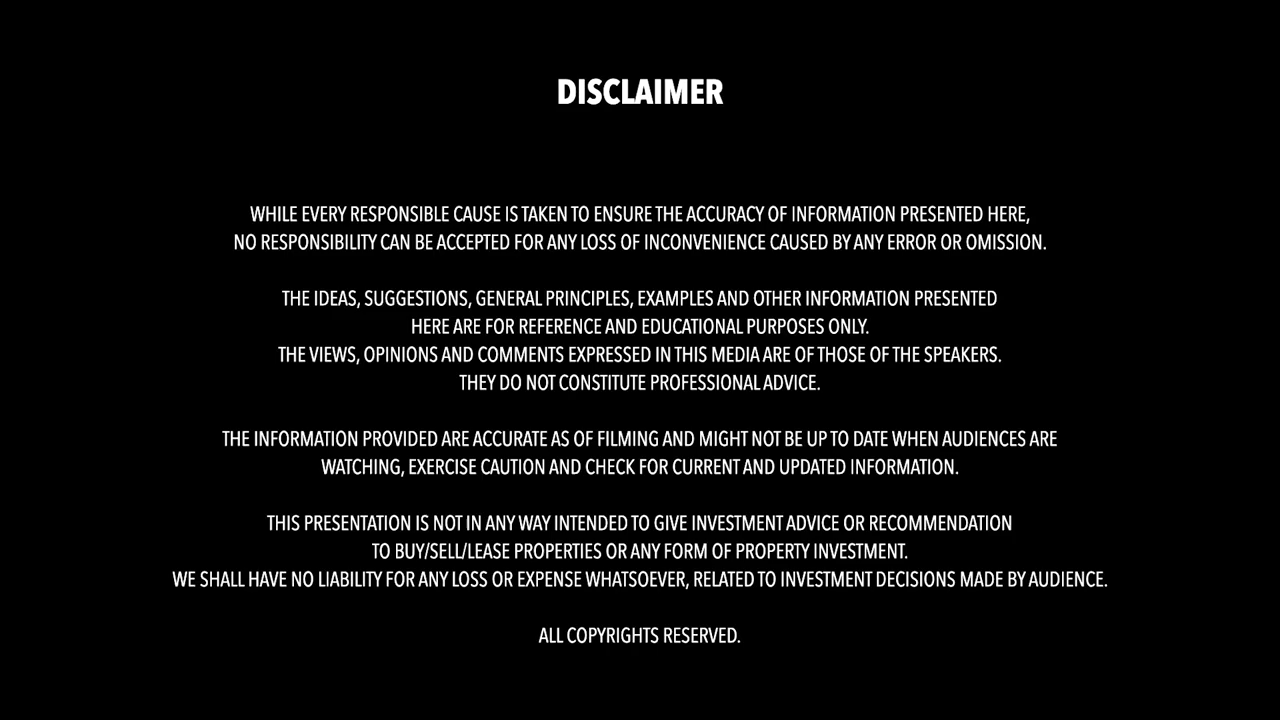 DISCLAIMER
WHILE EVERY RESPONSIBLE CAUSE IS TAKEN TO ENSURE THE ACCURACY OF INFORMATION PRESENTED HERE,
NO RESPONSIBILITY CAN BE ACCEPTED FOR ANY LOSS OF INCONVENIENCE CAUSED BY ANY ERROR OR OMISSION.
THE IDEAS, SUGGESTIONS, GENERAL PRINCIPLES, EXAMPLES AND OTHER INFORMATION PRESENTED
HERE ARE FOR REFERENCE AND EDUCATIONAL PURPOSES ONLY.
THE VIEWS, OPINIONS AND COMMENTS EXPRESSED IN THIS MEDIA ARE OF THOSE OF THE SPEAKERS.
THEY DO NOT CONSTITUTE PROFESSIONAL ADVICE.
THE INFORMATION PROVIDED ARE ACCURATE AS OF FILMING AND MIGHT NOT BE UP TO DATE WHEN AUDIENCES ARE
WATCHING, EXERCISE CAUTION AND CHECK FOR CURRENT AND UPDATED INFORMATION.
THIS PRESENTATION IS NOT IN ANY WAY INTENDED TO GIVE INVESTMENT ADVICE OR RECOMMENDATION
TO BUY/SELL/LEASE PROPERTIES OR ANY FORM OF PROPERTY INVESTMENT.
WE SHALL HAVE NO LIABILITY FOR ANY LOSS OR EXPENSE WHATSOEVER, RELATED TO INVESTMENT DECISIONS MADE BY AUDIENCE.
ALL COPYRIGHTS RESERVED.